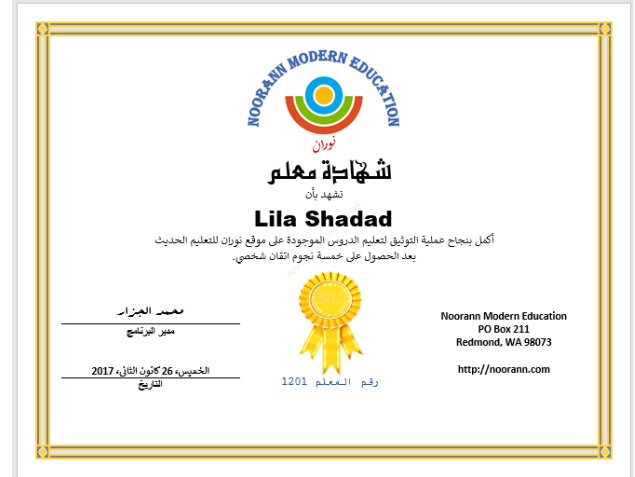 NOORANN MODERN EDUCATION
نوران
شهادة معلم
نشهد بأن
Lila Shadad
أكمل بنجاح عملية التوثيق لتعليم الدروس الموجودة على موقع نوران للتعليم الحديث
بعد الحصول على خمسة نجوم اتقان شخصي.
2017
محمد الجزار
مدير البرنامج
الخميس، 26 كانون الثاني، 2017
التاريخ
رقم المعلم 1201
Noorann Modern Education
PO Box 211
Redmond, WA 98073
http://noorann.com